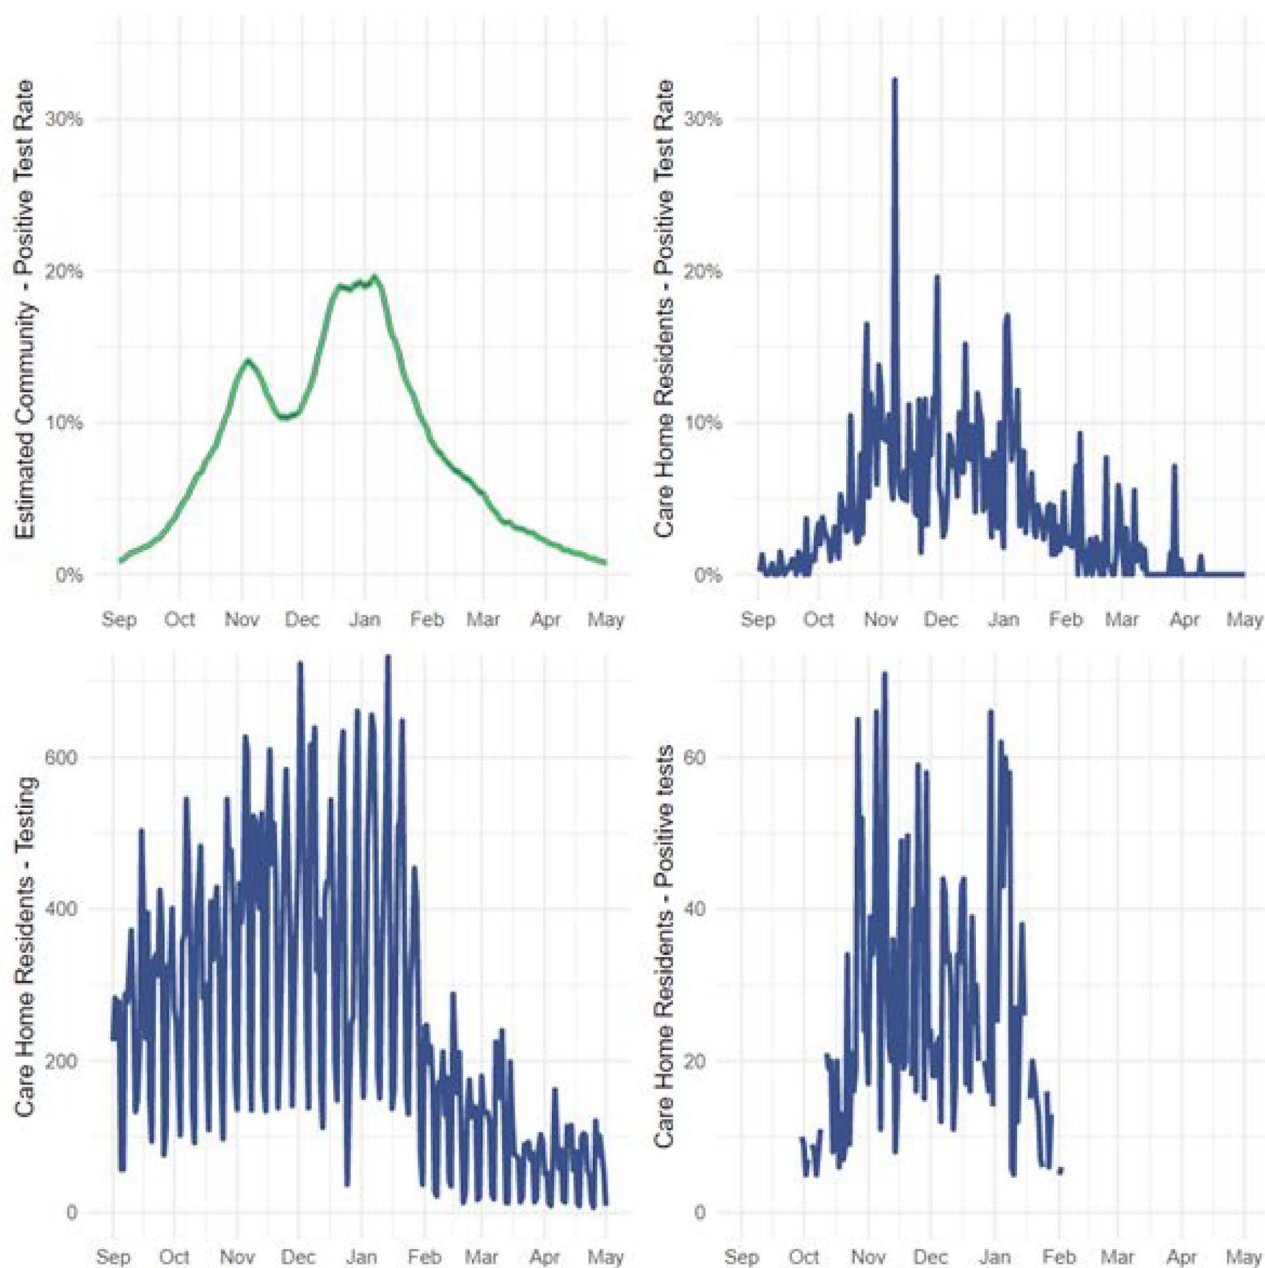 Estimated Community - Positive Test Rate
30%
20%
10%
0%
Sep Oct Nov Dec Jan Feb Mar Apr May
Care Home Residents - Positive Test Rate
30%
20%
10%
0%
Sep Oct Nov Dec Jan Feb Mar Apr May
Care Home Residents - Testing
600
400
200
0
Sep Oct Nov Dec Jan Feb Mar Apr May
Care Home Residents - Positive tests
60
40
20
0
Sep Oct Nov Dec Jan Feb Mar Apr May